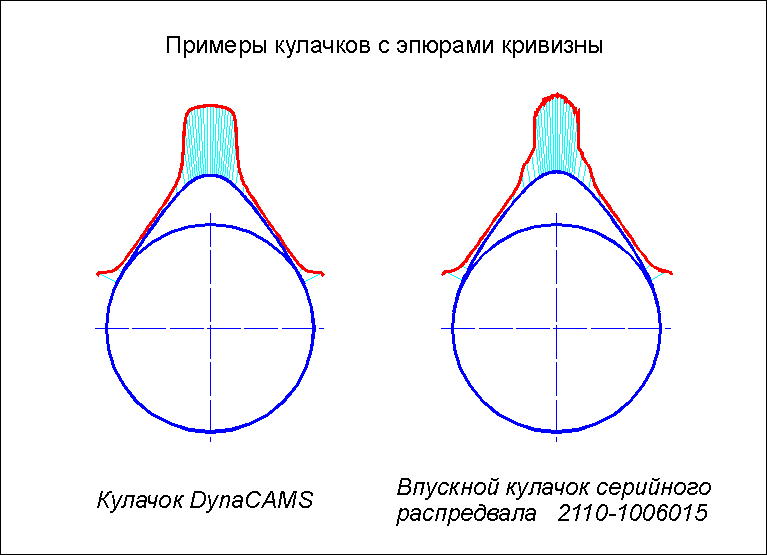 Примеры кулачков с эпюрами кривизны
Кулачок DynaCAMS
Впускной кулачок серийного
распредвала 2110-1006015